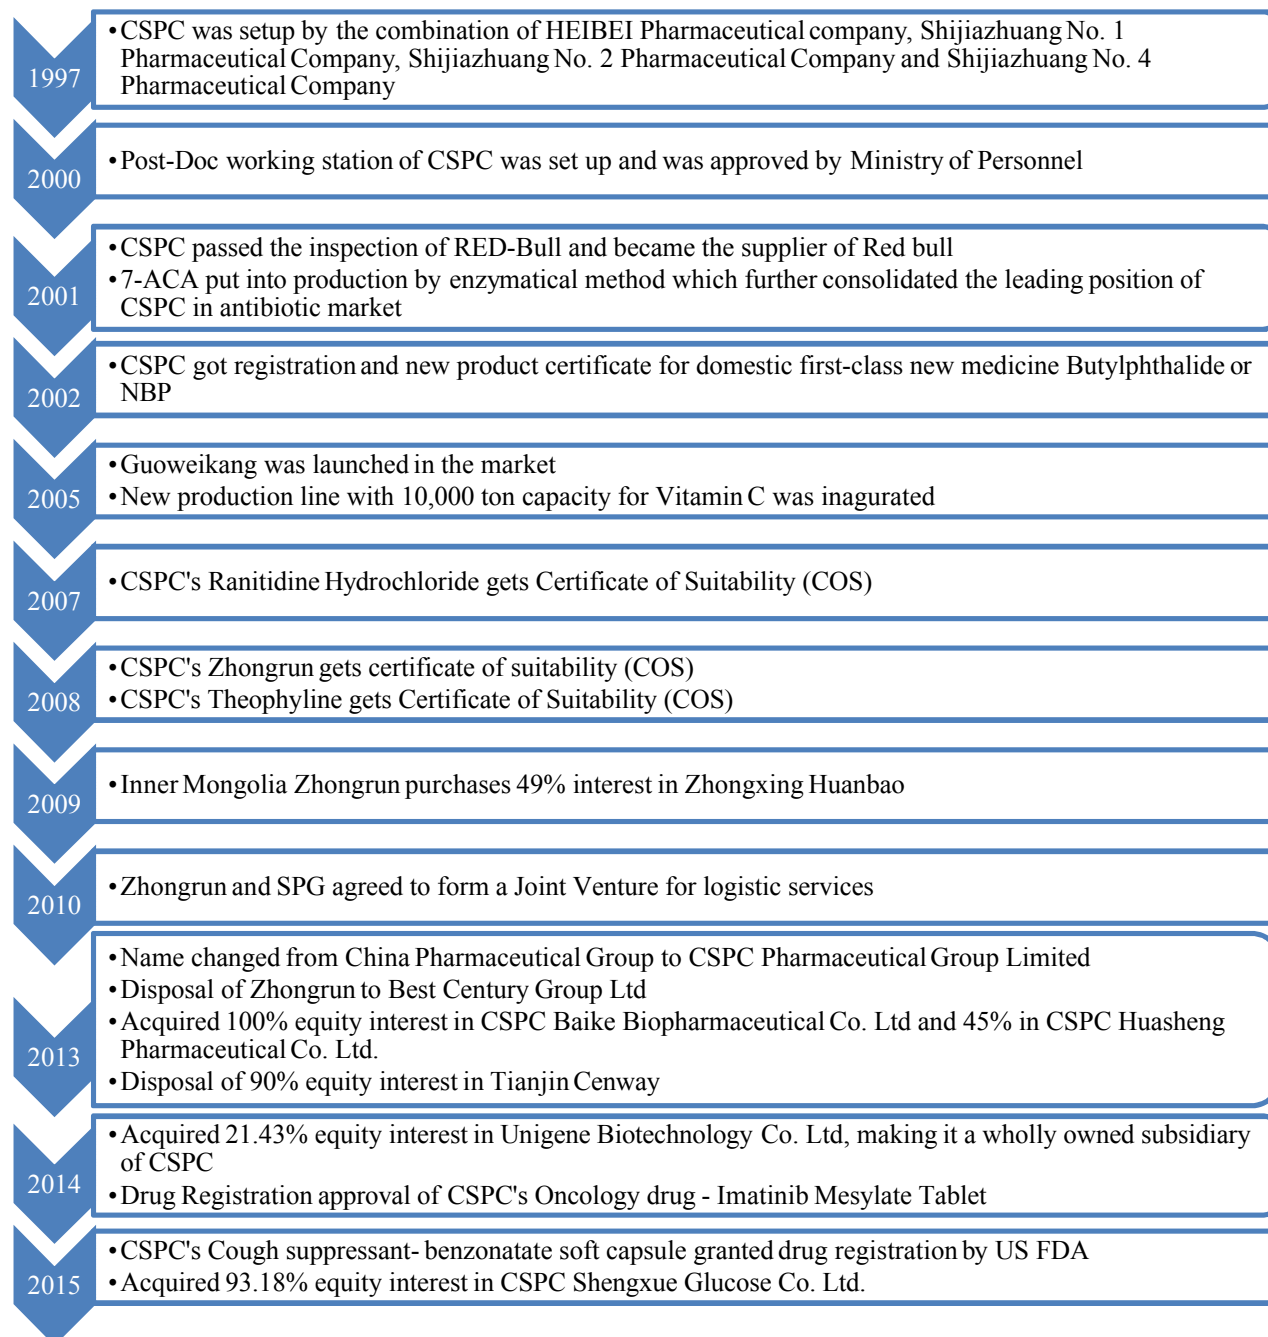 1997
•CSPC was setup by the combination of HEIBEI Pharmaceutical company, Shijiazhuang No. 1
Pharmaceutical Company, Shijiazhuang No. 2 Pharmaceutical Company and Shijiazhuang No. 4
Pharmaceutical Company
2000
•Post-Doc working station of CSPC was set up and was approved by Ministry of Personnel
2001
•CSPC passed the inspection of RED-Bull and became the supplier of Red bull
•7-ACA put into production by enzymatical method which further consolidated the leading position of
CSPC in antibiotic market
2002
•CSPC got registration and new product certificate for domestic first-class new medicine Butylphthalide or
NBP
2005
•Guoweikang was launched in the market
•New production line with 10,000 ton capacity for Vitamin C was inagurated
2007
•CSPC's Ranitidine Hydrochloride gets Certificate of Suitability (COS)
2008
•CSPC's Zhongrun gets certificate of suitability (COS)
•CSPC's Theophyline gets Certificate of Suitability (COS)
2009
•Inner Mongolia Zhongrun purchases 49% interest in Zhongxing Huanbao
2010
•Zhongrun and SPG agreed to form a Joint Venture for logistic services
2013
•Name changed from China Pharmaceutical Group to CSPC Pharmaceutical Group Limited
•Disposal of Zhongrun to Best Century Group Ltd
•Acquired 100% equity interest in CSPC Baike Biopharmaceutical Co. Ltd and 45% in CSPC Huasheng
Pharmaceutical Co. Ltd.
•Disposal of 90% equity interest in Tianjin Cenway
2014
•Acquired 21.43% equity interest in Unigene Biotechnology Co. Ltd, making it a wholly owned subsidiary
of CSPC
•Drug Registration approval of CSPC's Oncology drug - Imatinib Mesylate Tablet
2015
•CSPC's Cough suppressant- benzonatate soft capsule granted drug registration by US FDA
•Acquired 93.18% equity interest in CSPC Shengxue Glucose Co. Ltd.